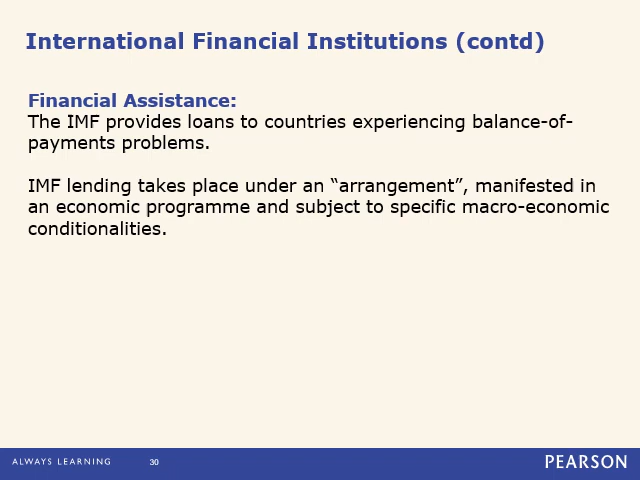 International Financial Institutions (contd)
Financial Assistance:
The IMF provides loans to countries experiencing balance-of-
payments problems.
IMF lending takes place under an “arrangement”, manifested in
an economic programme and subject to specific macro-economic
conditionalities.
ALWAYS LEARNING
30
PEARSON